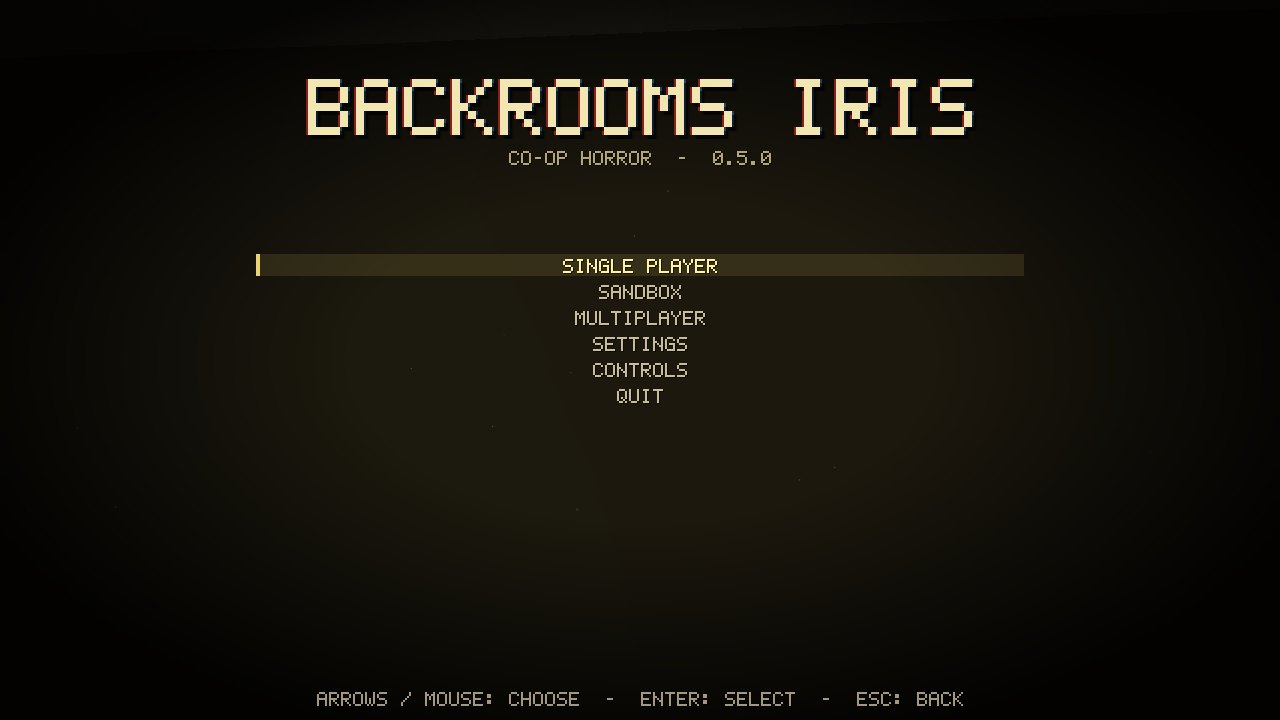 BACKROOMS IRIS
CO-OP HORROR - 0.5.0
SINGLE PLAYER
SANDBOX
MULTIPLAYER
SETTINGS
CONTROLS
QUIT
ARROWS / MOUSE: CHOOSE - ENTER: SELECT - ESC: BACK